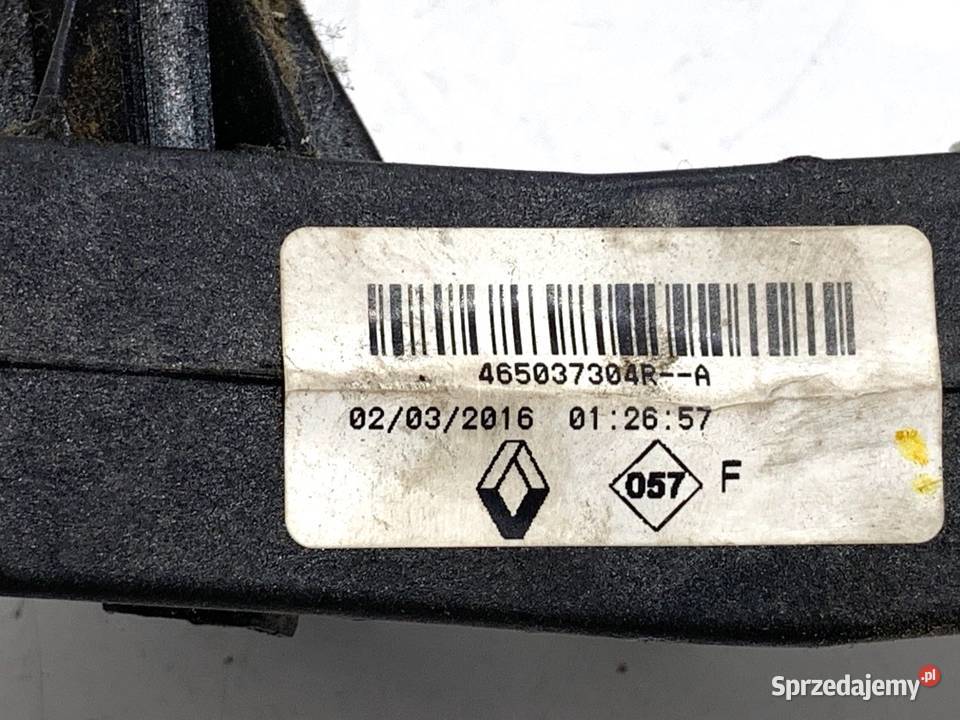 465037304R--A
02/03/2016 01:26:57
057 F
Sprzedajemy.pl